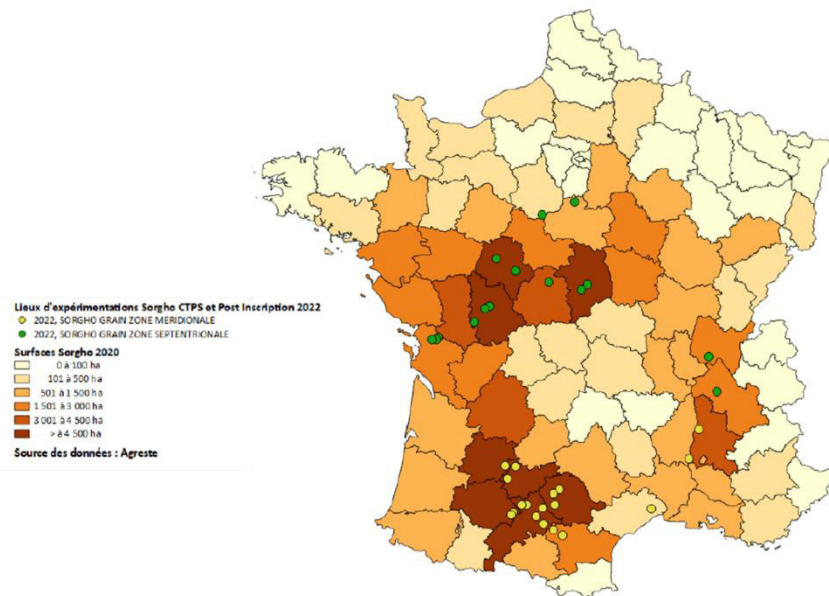 Lieux d'expérimentations Sorgho CTPS et Post Inscription 2022
2022, SORGHO GRAIN ZONE MERIDIONALE
2022, SORGHO GRAIN ZONE SEPTENTRIONALE
Surfaces Sorgho 2020
0 à 100 ha
101 à 500 ha
501 à 1 500 ha
1 501 à 3 000 ha
3 001 à 4 500 ha
> à 4 500 ha
Source des données : Agreste